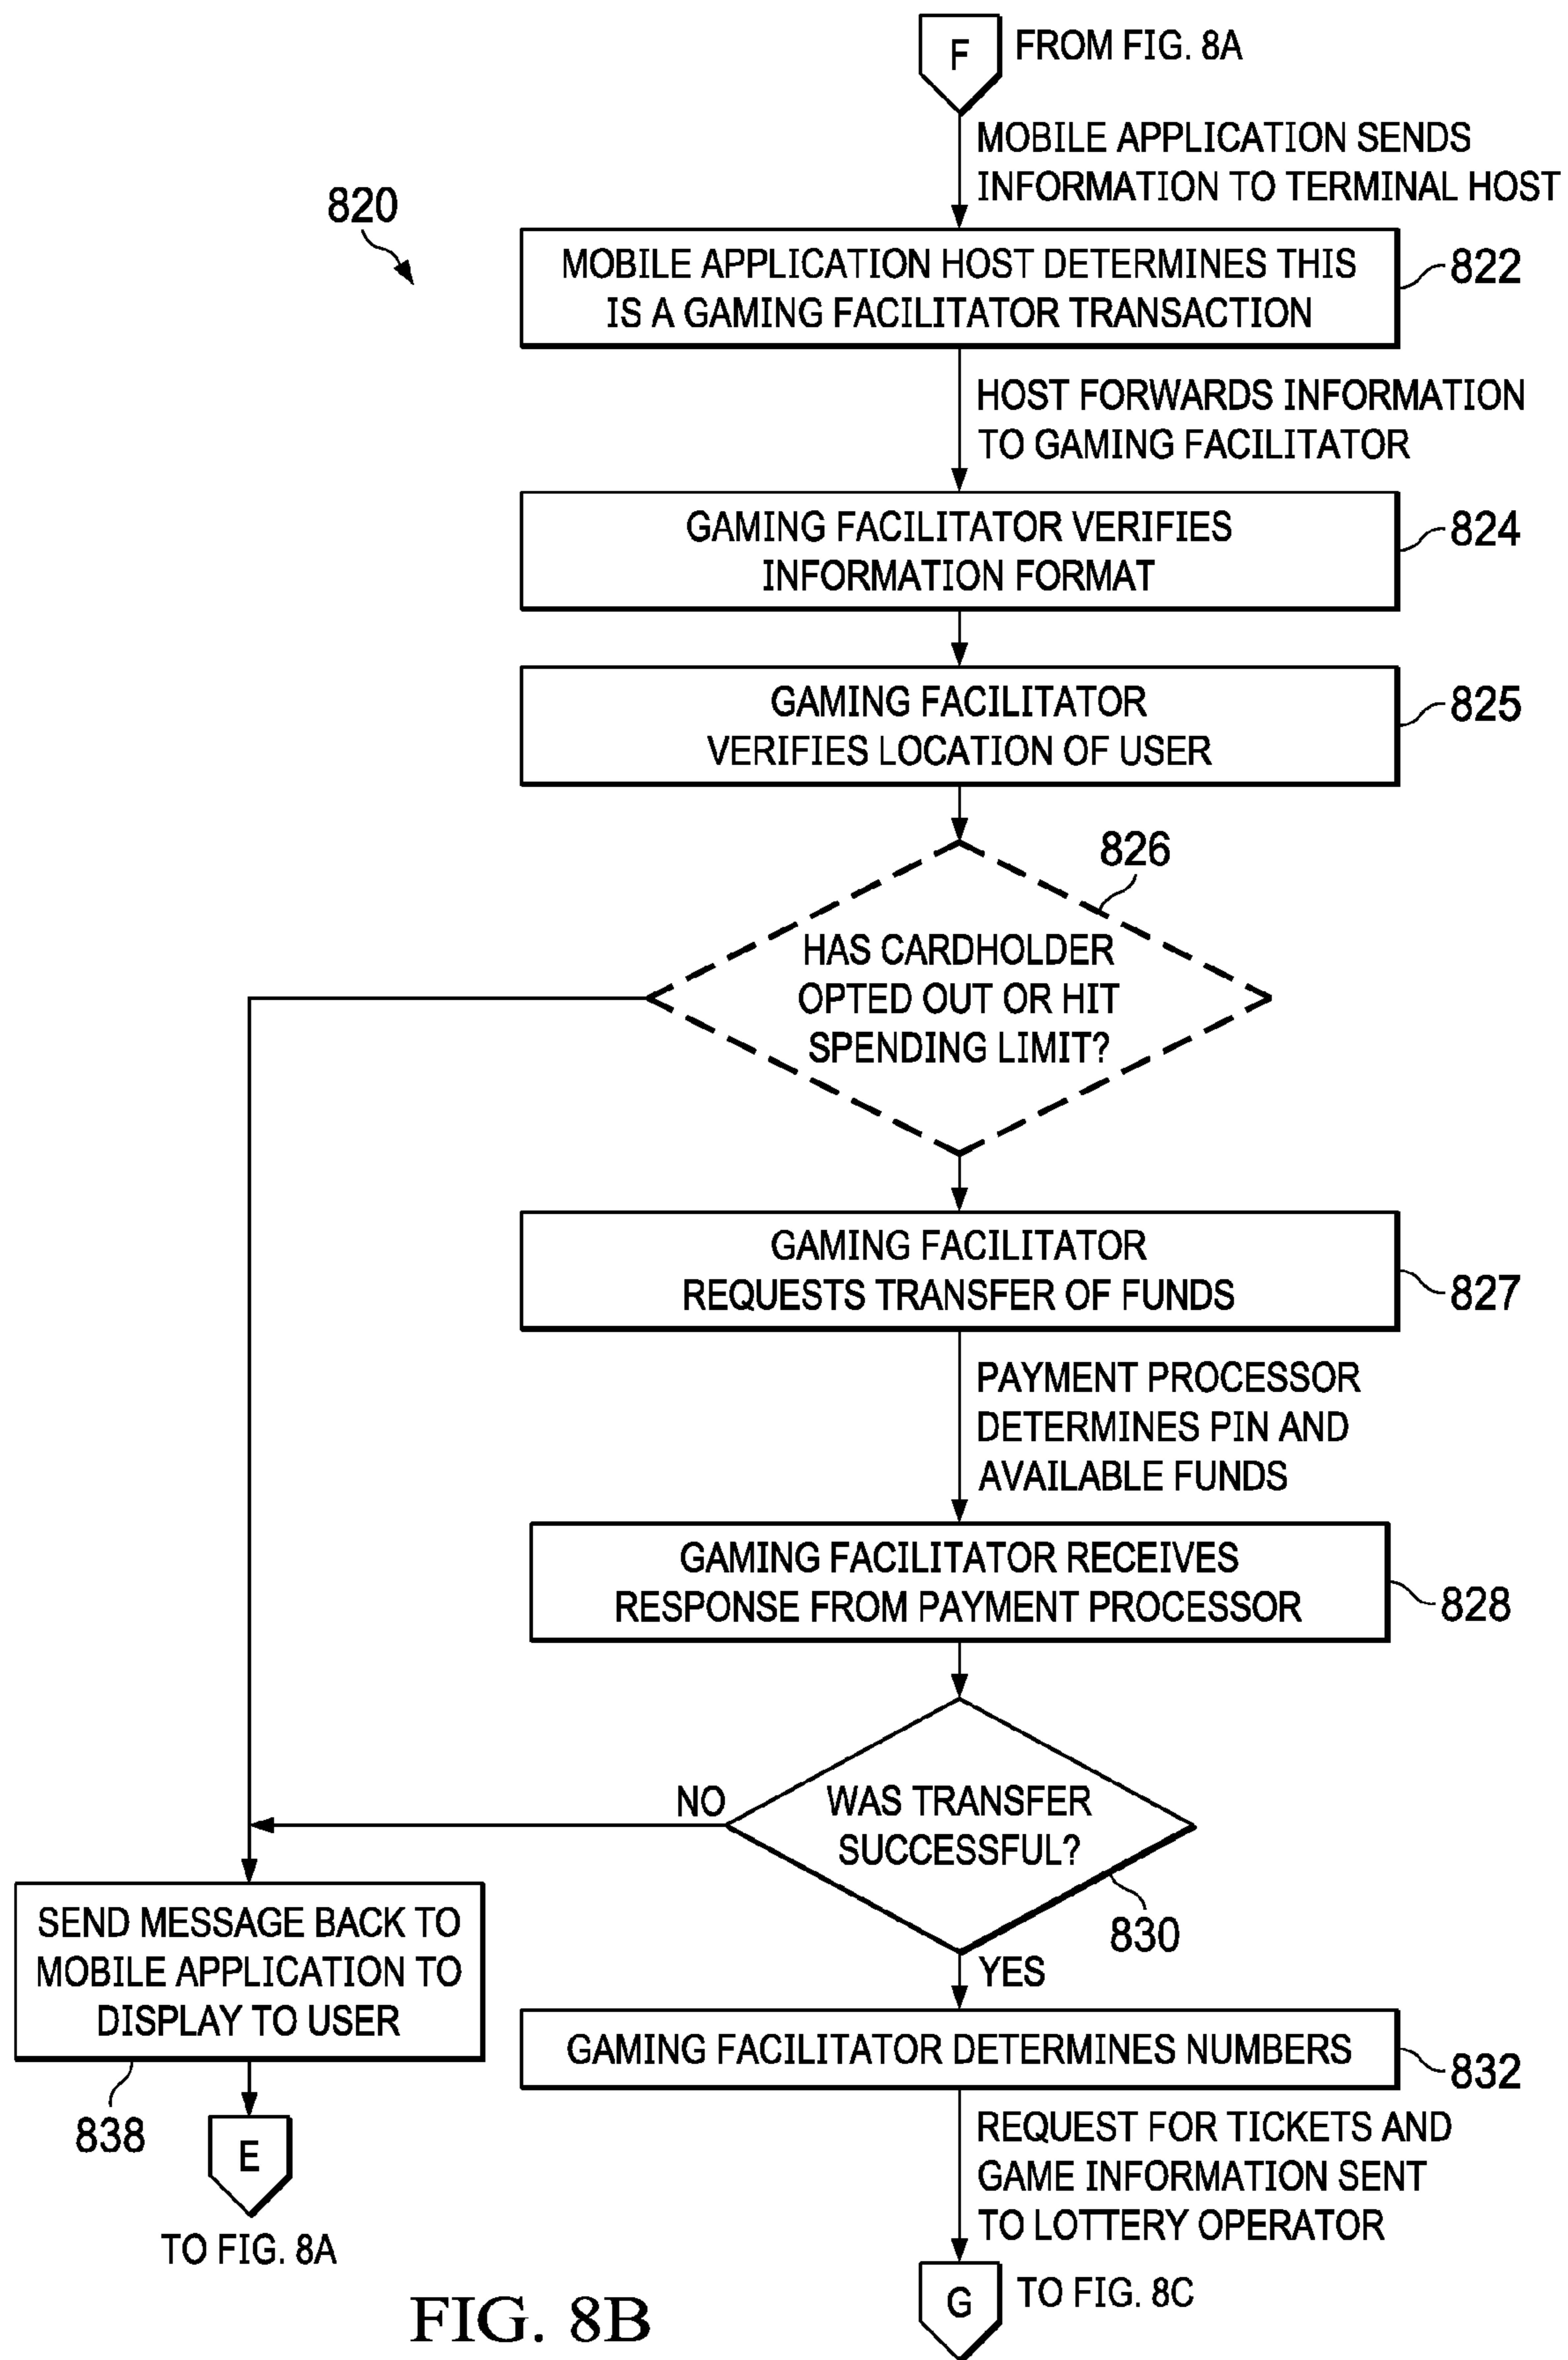 F
FROM FIG. 8A
MOBILE APPLICATION SENDS
INFORMATION TO TERMINAL HOST
820
MOBILE APPLICATION HOST DETERMINES THIS
IS A GAMING FACILITATOR TRANSACTION
822
HOST FORWARDS INFORMATION
TO GAMING FACILITATOR
GAMING FACILITATOR VERIFIES
INFORMATION FORMAT
824
GAMING FACILITATOR
VERIFIES LOCATION OF USER
825
826
HAS CARDHOLDER
OPTED OUT OR HIT
SPENDING LIMIT?
GAMING FACILITATOR
REQUESTS TRANSFER OF FUNDS
827
PAYMENT PROCESSOR
DETERMINES PIN AND
AVAILABLE FUNDS
GAMING FACILITATOR RECEIVES
RESPONSE FROM PAYMENT PROCESSOR
828
NO
WAS TRANSFER
SUCCESSFUL?
830
YES
SEND MESSAGE BACK TO
MOBILE APPLICATION TO
DISPLAY TO USER
838
E
TO FIG. 8A
GAMING FACILITATOR DETERMINES NUMBERS
832
REQUEST FOR TICKETS AND
GAME INFORMATION SENT
TO LOTTERY OPERATOR
G
TO FIG. 8C
FIG. 8B